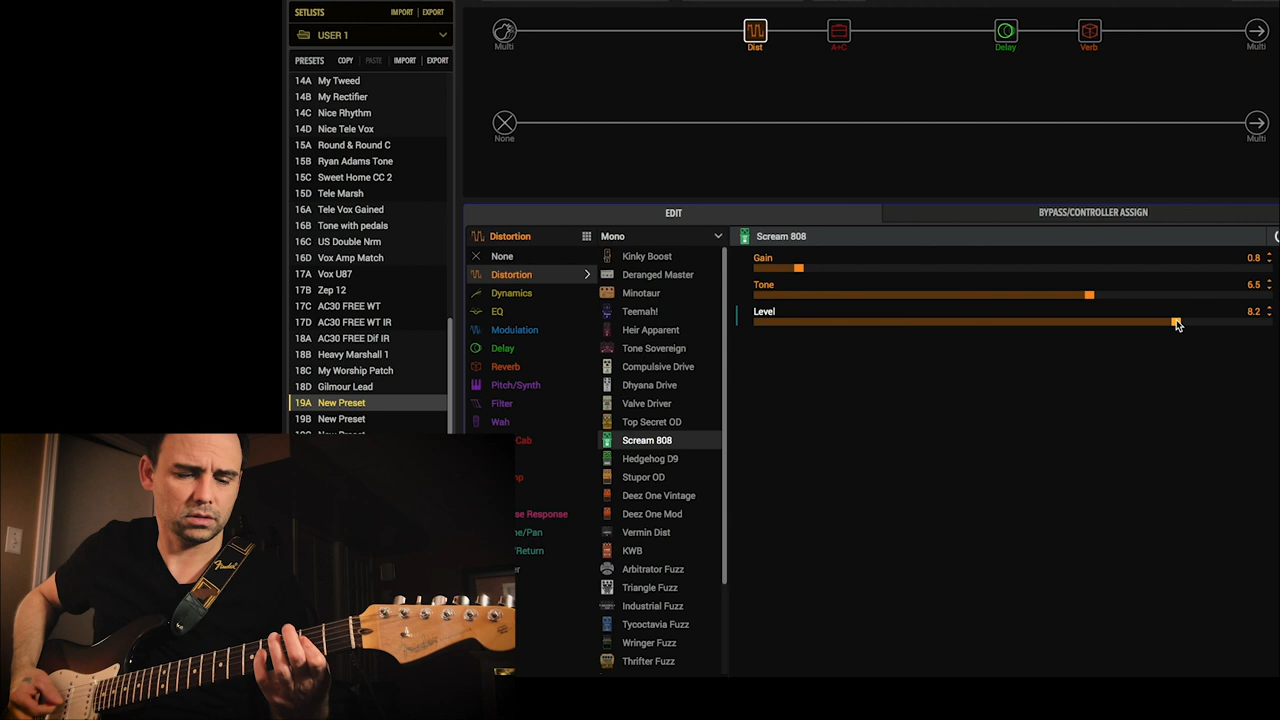 SETLISTS IMPORT EXPORT
USER 1
PRESETS COPY PASTE IMPORT EXPORT
14A My Tweed
14B My Rectifier
14C Nice Rhythm
14D Nice Tele Vox
15A Round & Round C
15B Ryan Adams Tone
15C Sweet Home CC 2
15D Tele Marsh
16A Tele Vox Gained
16B Tone with pedals
16C US Double Nrm
16D Vox Amp Match
17A Vox U87
17B Zep 12
17C AC30 FREE WT
17D AC30 FREE WT IR
18A AC30 FREE Dif IR
18B Heavy Marshall 1
18C My Worship Patch
18D Gilmour Lead
19A New Preset
19B New Preset
Multi Dist A+C Delay Verb Multi
None Multi
EDIT BYPASS/CONTROLLER ASSIGN
Distortion
None
Distortion
Dynamics
EQ
Modulation
Delay
Reverb
Pitch/Synth
Filter
Wah
Cab
mp
se Response
e/Pan
/Return
Mono
Kinky Boost
Deranged Master
Minotaur
Teemah!
Heir Apparent
Tone Sovereign
Compulsive Drive
Dhyana Drive
Valve Driver
Top Secret OD
Scream 808
Hedgehog D9
Stupor OD
Deez One Vintage
Deez One Mod
Vermin Dist
KWB
Arbitrator Fuzz
Triangle Fuzz
Industrial Fuzz
Tycoctavia Fuzz
Wringer Fuzz
Thrifter Fuzz
Scream 808
Gain 0.8
Tone 6.5
Level 8.2
Fender